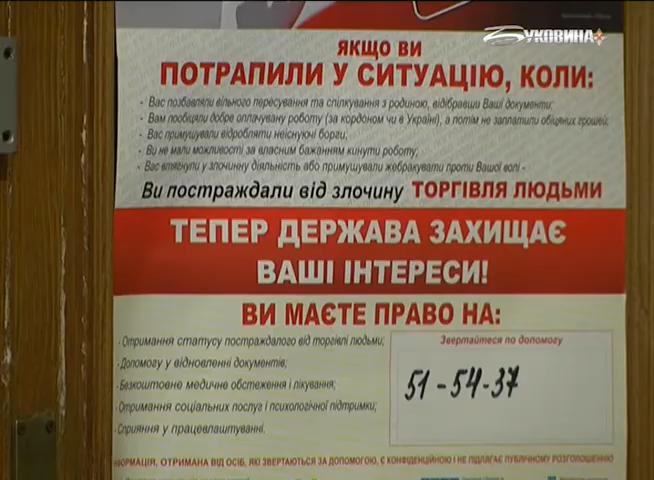 БУКОВИНА
ЯКЩО ВИ
ПОТРАПИЛИ У СИТУАЦІЮ, КОЛИ:
- Вас позбавляли вільного пересування та спілкування з родиною, відібравши Ваші документи;
- Вам пообіцяли добре оплачувану роботу (за кордоном чи в Україні), а потім не заплатили обіцяних грошей;
- Вас примушували відробляти неіснуючі борги;
- Ви не мали можливості за власним бажанням кинути роботу;
- Вас втягнули у злочинну діяльність або примушували жебракувати проти Вашої волі -
Ви постраждали від злочину ТОРГІВЛЯ ЛЮДЬМИ
ТЕПЕР ДЕРЖАВА ЗАХИЩАЄ
ВАШІ ІНТЕРЕСИ!
ВИ МАЄТЕ ПРАВО НА:
-Отримання статусу постраждалого від торгівлі людьми;
-Допомогу у відновленні документів;
-Безкоштовне медичне обстеження і лікування;
-Отримання соціальних послуг і психологічної підтримки;
-Сприяння у працевлаштуванні.
Звертайтеся по допомогу
51-54-37
ФОРМАЦІЯ, ОТРИМАНА ВІД ОСІБ, ЯКІ ЗВЕРТАЮТЬСЯ ЗА ДОПОМОГОЮ, Є КОНФІДЕНЦІЙНОЮ І НЕ ПІДЛЯГАЄ ПУБЛІЧНОМУ РОЗГОЛОШЕННЮ